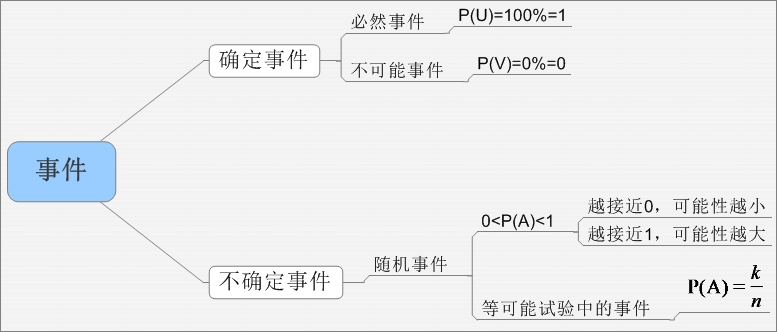 事件
确定事件
必然事件
P(U)=100%=1
不可能事件
P(V)=0%=0
不确定事件
随机事件
0<P(A)<1
越接近0，可能性越小
越接近1，可能性越大
等可能试验中的事件
P(A)=k/n